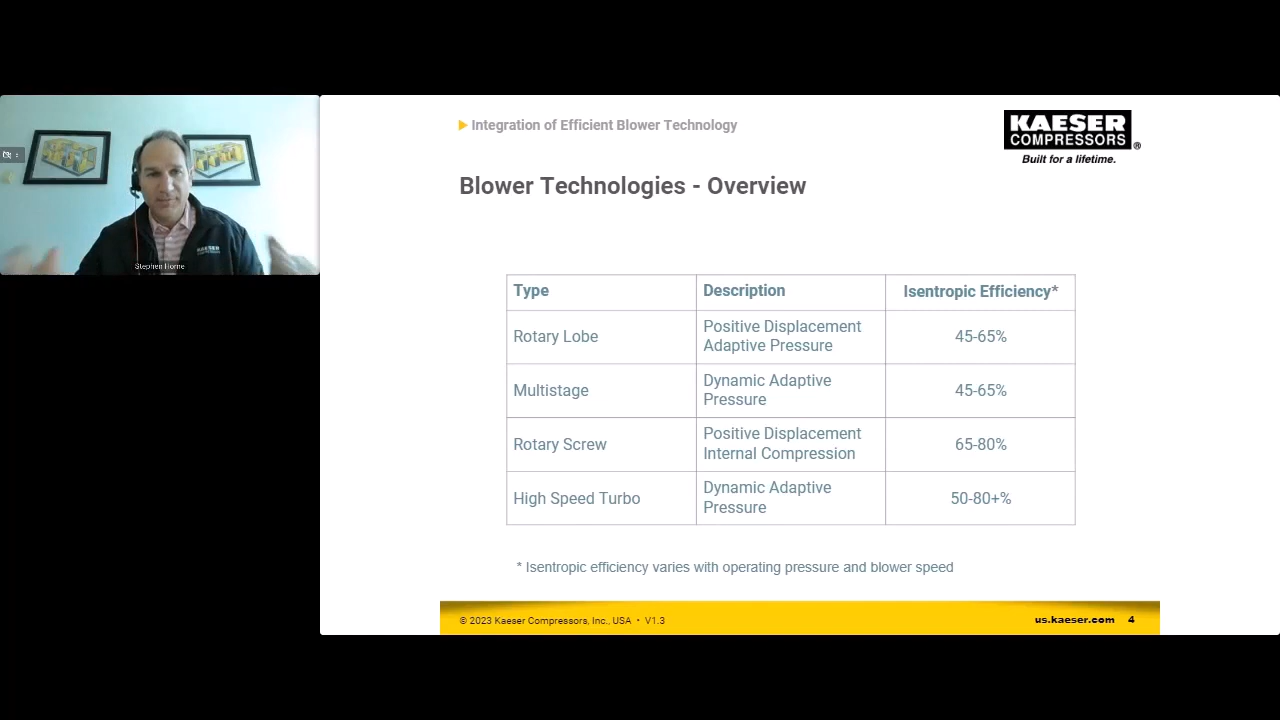 Integration of Efficient Blower Technology
KAESER
COMPRESSORS®
Built for a lifetime.
Blower Technologies - Overview
KAESER
Stephen Horne
Type Description Isentropic Efficiency*
Rotary Lobe Positive Displacement Adaptive Pressure 45-65%
Multistage Dynamic Adaptive Pressure 45-65%
Rotary Screw Positive Displacement Internal Compression 65-80%
High Speed Turbo Dynamic Adaptive Pressure 50-80+%
* Isentropic efficiency varies with operating pressure and blower speed
© 2023 Kaeser Compressors, Inc., USA • V1.3
us.kaeser.com 4